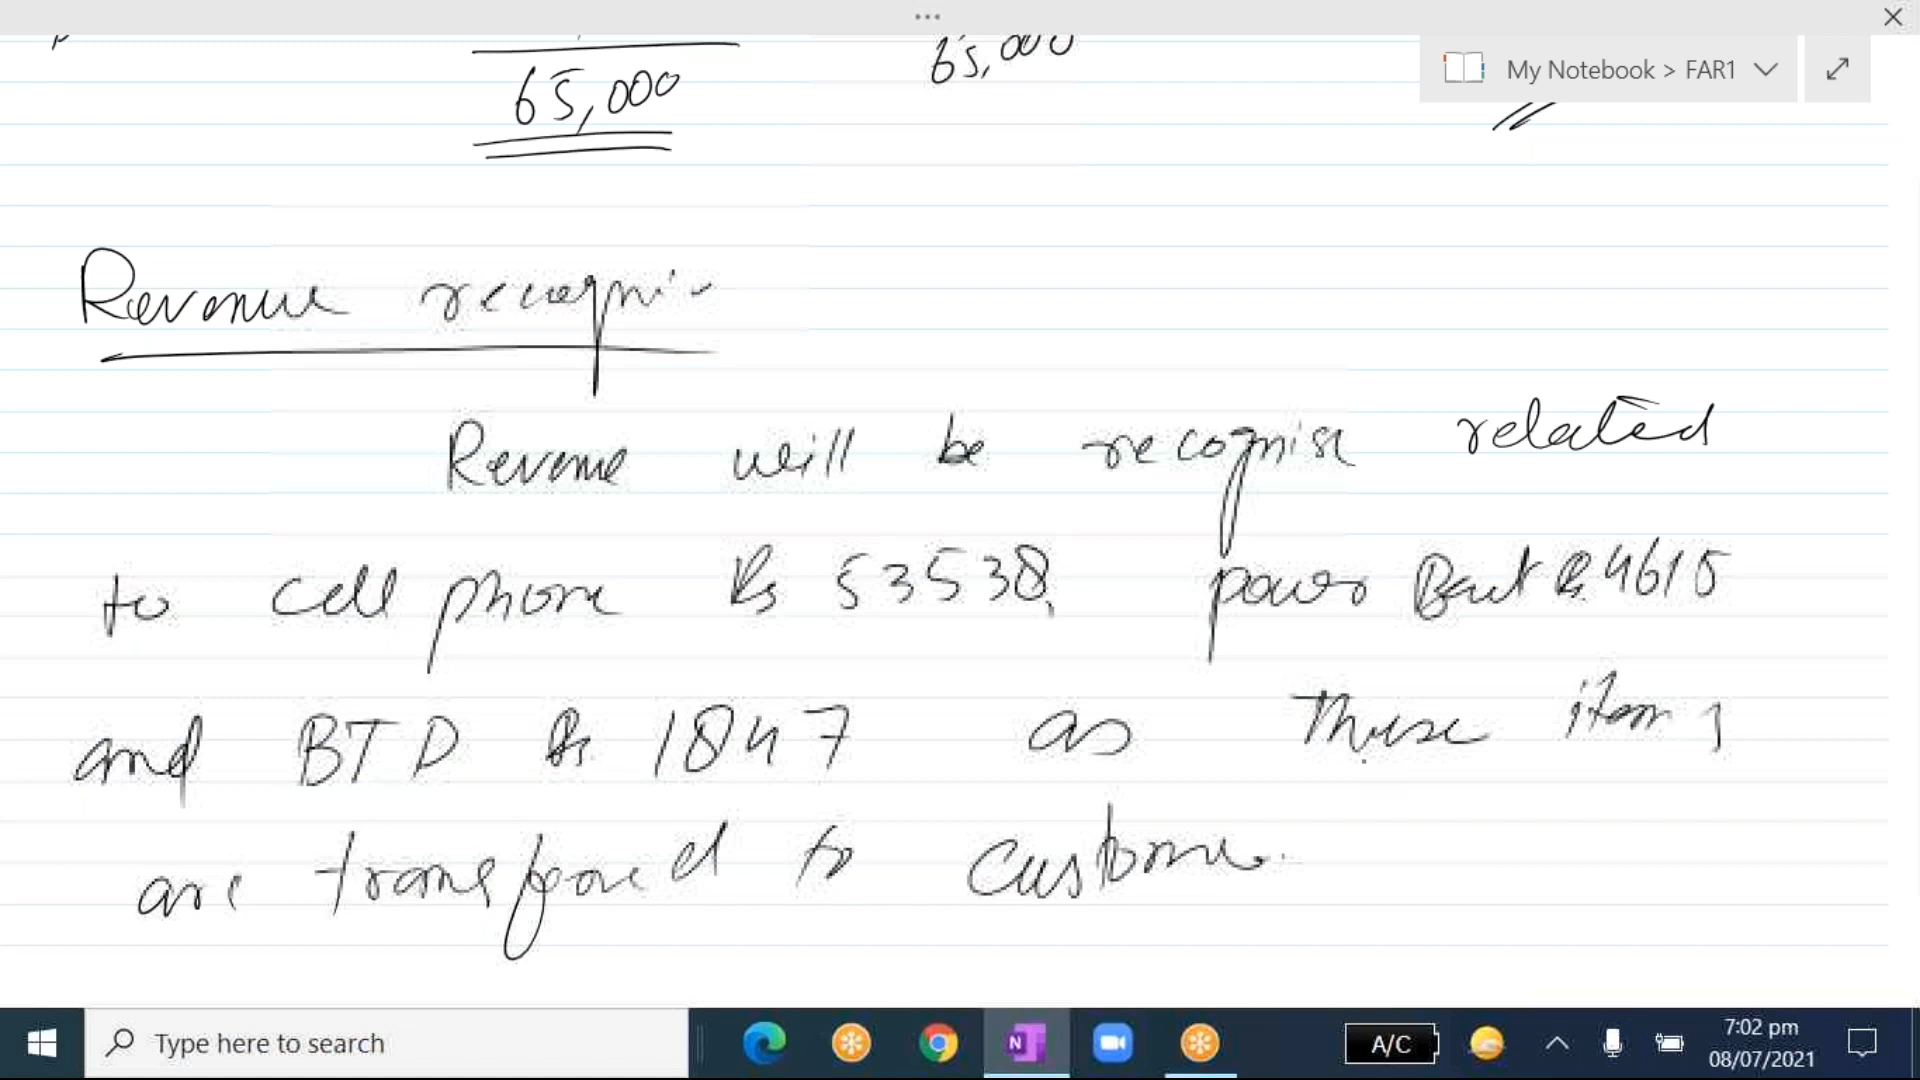 65,000 65,000
My Notebook > FAR1
Revenue recogni
Revenue will be recognise related
to cell phone Rs 53538, power Bank Rs 4615
and BTD Rs 1847 as these items
are transferred to customer.
Type here to search
N
A/C
7:02 pm
08/07/2021